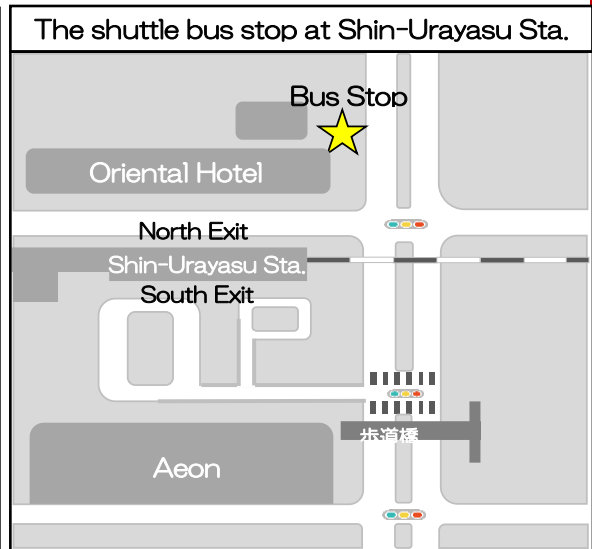 The shuttle bus stop at Shin-Urayasu Sta.
Bus Stop
Oriental Hotel
North Exit
Shin-Urayasu Sta.
South Exit
歩道橋
Aeon